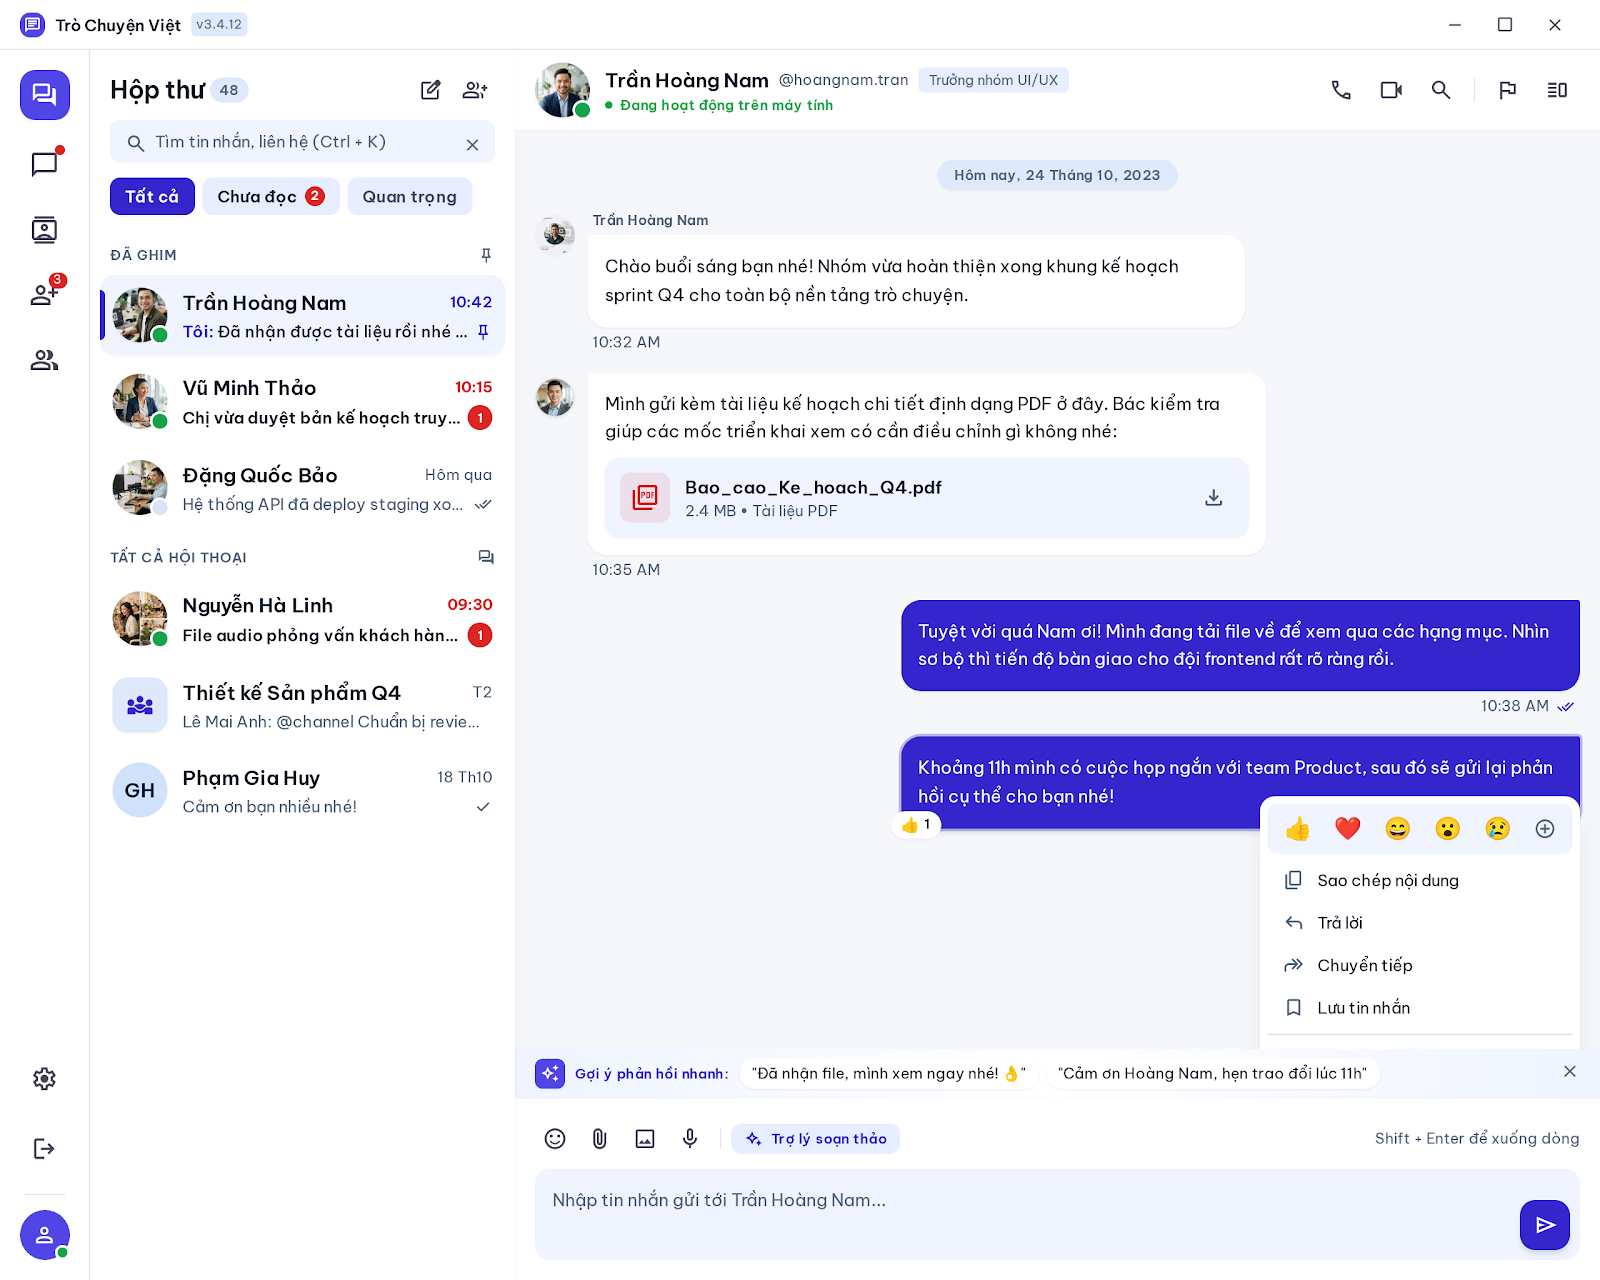 Trò Chuyện Việt v3.4.12
Hộp thư 48
Tìm tin nhắn, liên hệ (Ctrl + K)
Tất cả
Chưa đọc 2
Quan trọng
3
ĐÃ GHIM
Trần Hoàng Nam 10:42
Tôi: Đã nhận được tài liệu rồi nhé ...
Vũ Minh Thảo 10:15
Chị vừa duyệt bản kế hoạch truy... 1
Đặng Quốc Bảo Hôm qua
Hệ thống API đã deploy staging xo...
TẤT CẢ HỘI THOẠI
Nguyễn Hà Linh 09:30
File audio phỏng vấn khách hàn... 1
Thiết kế Sản phẩm Q4 T2
Lê Mai Anh: @channel Chuẩn bị revie...
GH
Phạm Gia Huy 18 Th10
Cảm ơn bạn nhiều nhé!
Trần Hoàng Nam @hoangnam.tran Trưởng nhóm UI/UX
Đang hoạt động trên máy tính
Hôm nay, 24 Tháng 10, 2023
Trần Hoàng Nam
Chào buổi sáng bạn nhé! Nhóm vừa hoàn thiện xong khung kế hoạch
sprint Q4 cho toàn bộ nền tảng trò chuyện.
10:32 AM
Mình gửi kèm tài liệu kế hoạch chi tiết định dạng PDF ở đây. Bác kiểm tra
giúp các mốc triển khai xem có cần điều chỉnh gì không nhé:
PDF
Bao_cao_Ke_hoach_Q4.pdf
2.4 MB • Tài liệu PDF
10:35 AM
Tuyệt vời quá Nam ơi! Mình đang tải file về để xem qua các hạng mục. Nhìn
sơ bộ thì tiến độ bàn giao cho đội frontend rất rõ ràng rồi.
10:38 AM
Khoảng 11h mình có cuộc họp ngắn với team Product, sau đó sẽ gửi lại phản
hồi cụ thể cho bạn nhé!
👍 1
👍 ❤️ 😄 😮 😢
Sao chép nội dung
Trả lời
Chuyển tiếp
Lưu tin nhắn
Gợi ý phản hồi nhanh: "Đã nhận file, mình xem ngay nhé! 👌" "Cảm ơn Hoàng Nam, hẹn trao đổi lúc 11h"
Trợ lý soạn thảo
Shift + Enter để xuống dòng
Nhập tin nhắn gửi tới Trần Hoàng Nam...